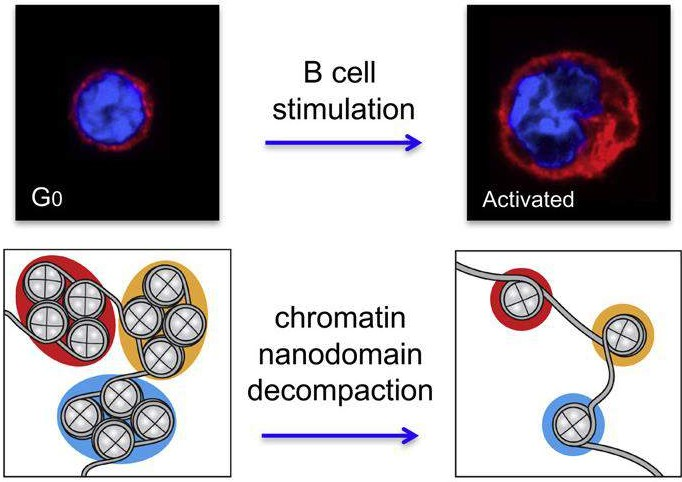 B cell
stimulation
G0
Activated
chromatin
nanodomain
decompaction